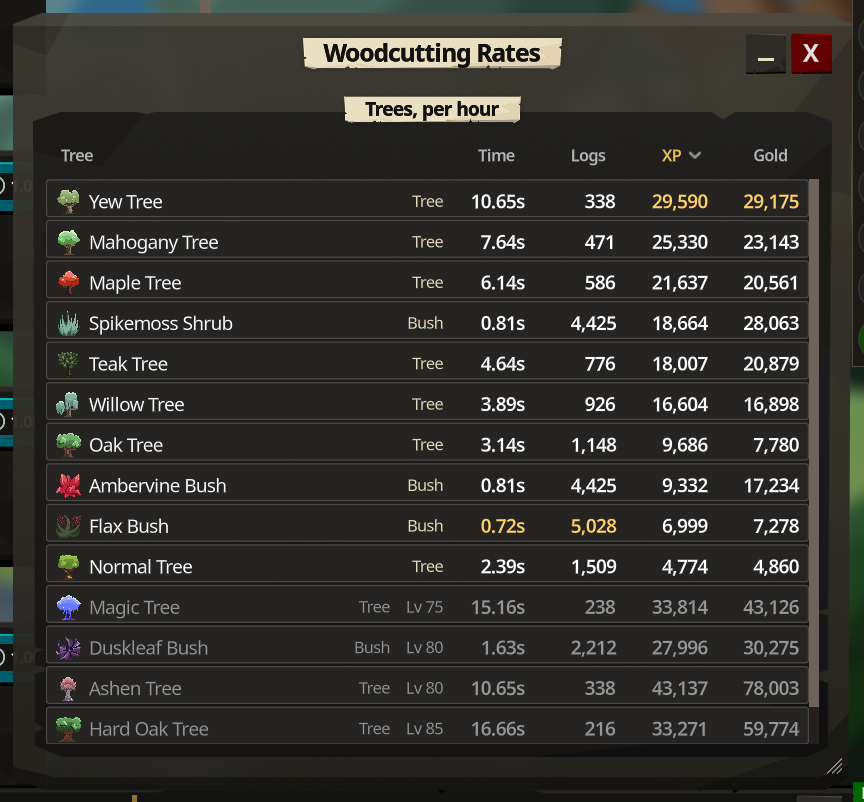 Woodcutting Rates
X
Trees, per hour
Tree Time Logs XP Gold
Yew Tree Tree 10.65s 338 29,590 29,175
Mahogany Tree Tree 7.64s 471 25,330 23,143
Maple Tree Tree 6.14s 586 21,637 20,561
Spikemoss Shrub Bush 0.81s 4,425 18,664 28,063
Teak Tree Tree 4.64s 776 18,007 20,879
Willow Tree Tree 3.89s 926 16,604 16,898
Oak Tree Tree 3.14s 1,148 9,686 7,780
Ambervine Bush Bush 0.81s 4,425 9,332 17,234
Flax Bush Bush 0.72s 5,028 6,999 7,278
Normal Tree Tree 2.39s 1,509 4,774 4,860
Magic Tree Tree Lv 75 15.16s 238 33,814 43,126
Duskleaf Bush Bush Lv 80 1.63s 2,212 27,996 30,275
Ashen Tree Tree Lv 80 10.65s 338 43,137 78,003
Hard Oak Tree Tree Lv 85 16.66s 216 33,271 59,774